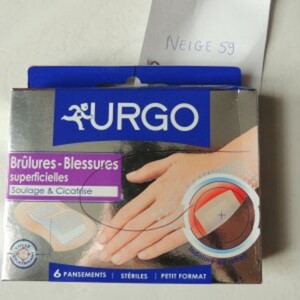 NEIGE 59
URGO
Brûlures - Blessures
superficielles
Soulage & Cicatrise
6 PANSEMENTS STÉRILES PETIT FORMAT